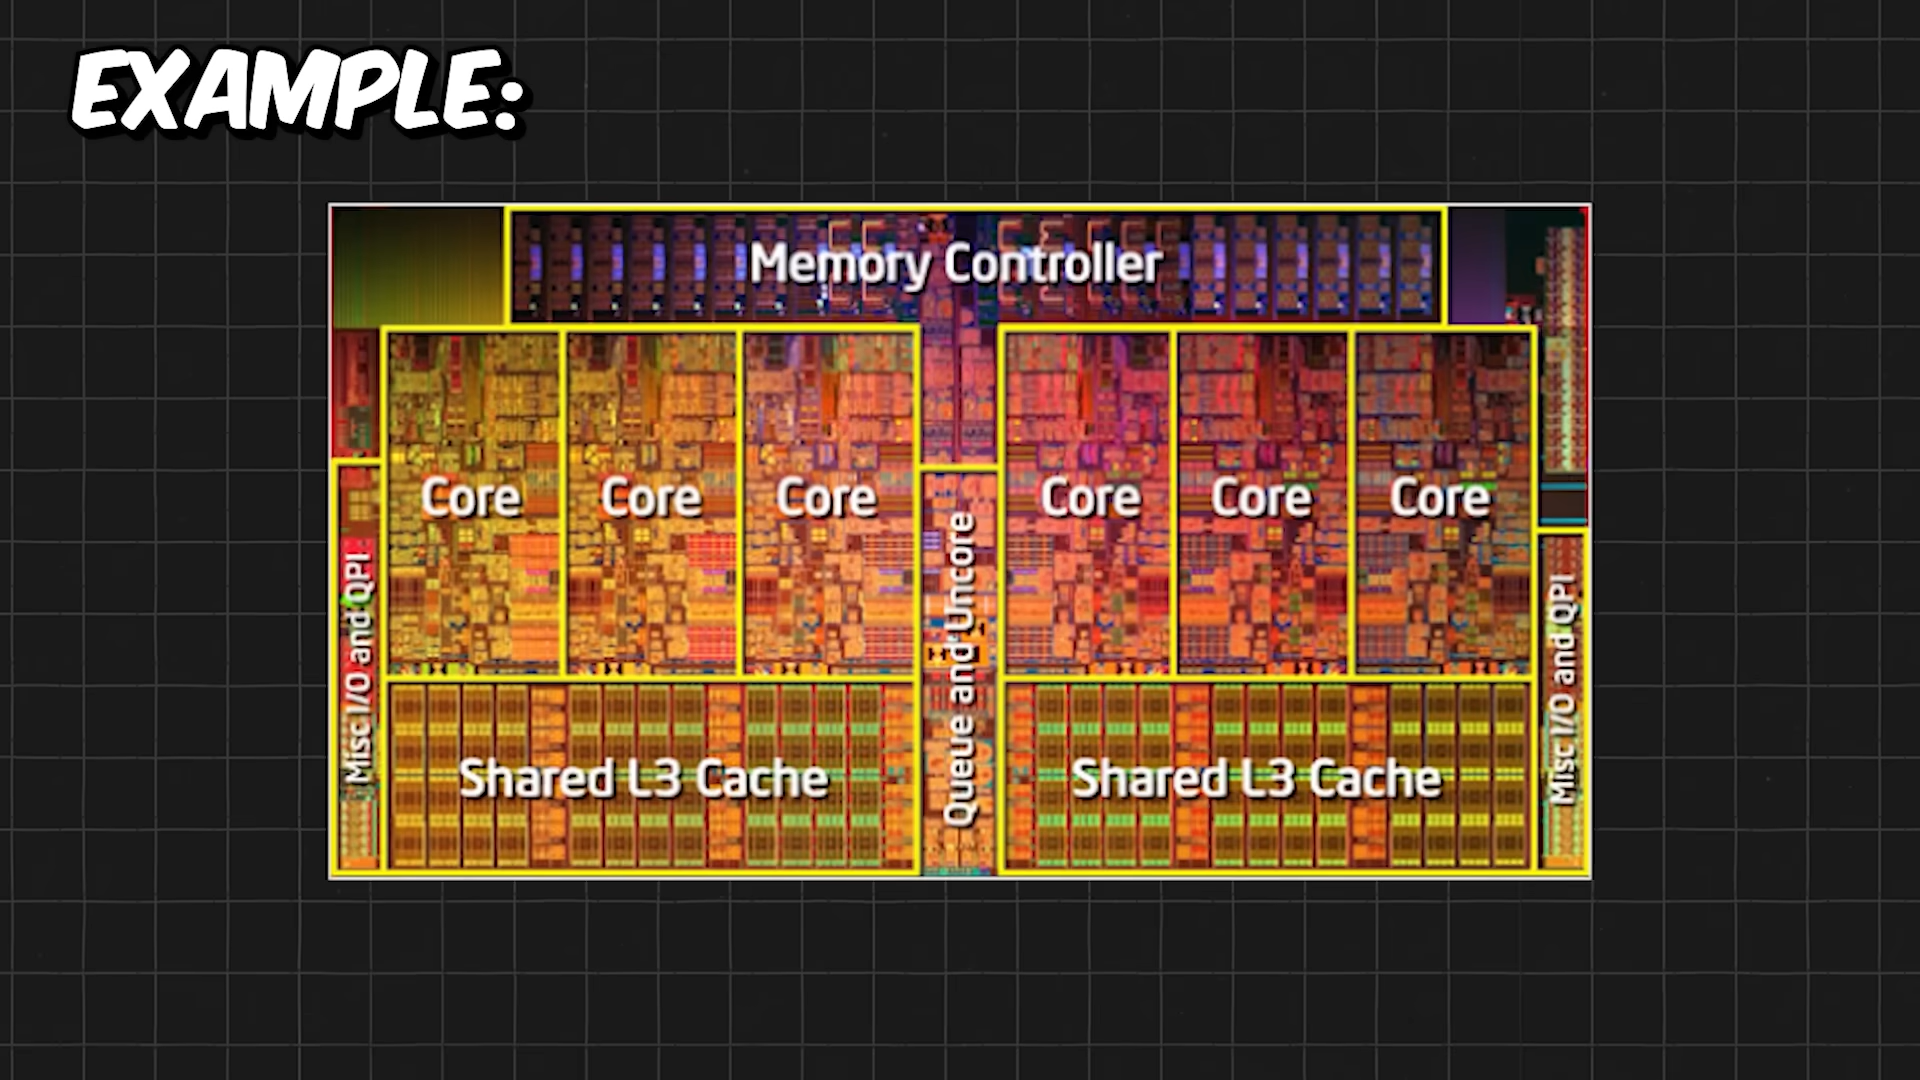 EXAMPLE:
Memory Controller
Core
Core
Core
Core
Core
Core
Misc I/O and QPI
Queue and Uncore
Misc I/O and QPI
Shared L3 Cache
Shared L3 Cache